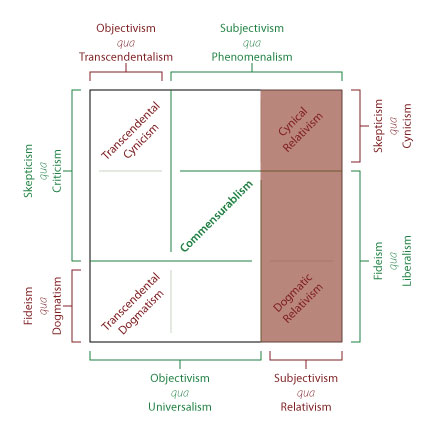 Objectivism
qua
Transcendentalism
Subjectivism
qua
Phenomenalism
Skepticism
qua
Criticism
Transcendental
Cynicism
Cynical
Relativism
Skepticism
qua
Cynicism
Commensurablism
Fideism
qua
Dogmatism
Transcendental
Dogmatism
Dogmatic
Relativism
Fideism
qua
Liberalism
Objectivism
qua
Universalism
Subjectivism
qua
Relativism